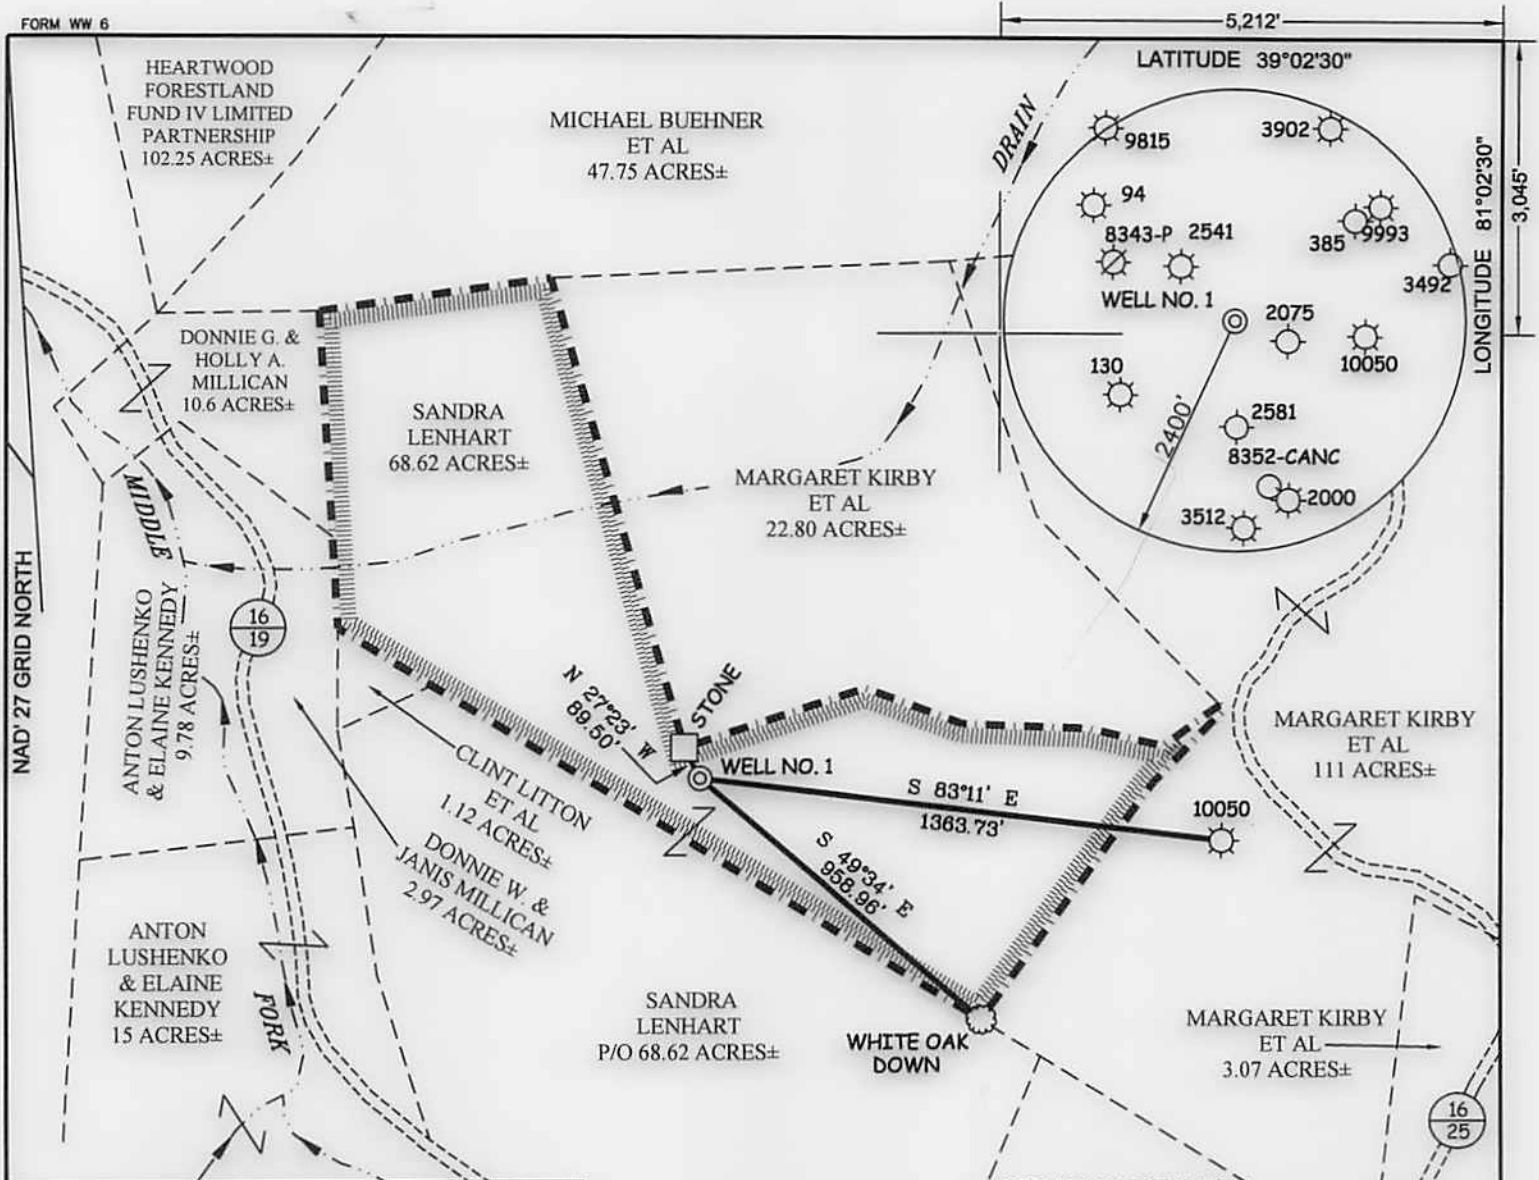 FORM WW 6
5,212'
LATITUDE 39°02'30"
3,045'
LONGITUDE 81°02'30"
HEARTWOOD
FORESTLAND
FUND IV LIMITED
PARTNERSHIP
102.25 ACRES±
MICHAEL BUEHNER
ET AL
47.75 ACRES±
DRAIN
9815
3902
94
8343-P
2541
385
9993
3492
WELL NO. 1
2075
10050
130
2400'
2581
8352-CANC
2000
3512
DONNIE G. &
HOLLY A.
MILLICAN
10.6 ACRES±
SANDRA
LENHART
68.62 ACRES±
MARGARET KIRBY
ET AL
22.80 ACRES±
MIDDLE
NAD' 27 GRID NORTH
ANTON LUSHENKO
& ELAINE KENNEDY
9.78 ACRES±
16
19
N 27°23' W
89.50'
STONE
WELL NO. 1
S 83°11' E
1363.73'
10050
MARGARET KIRBY
ET AL
111 ACRES±
CLINT LITTON
ET AL
1.12 ACRES±
DONNIE W. &
JANIS MILLICAN
2.97 ACRES±
S 49°34' E
958.96'
ANTON
LUSHENKO
& ELAINE
KENNEDY
15 ACRES±
FORK
SANDRA
LENHART
P/O 68.62 ACRES±
WHITE OAK
DOWN
MARGARET KIRBY
ET AL
3.07 ACRES±
16
25